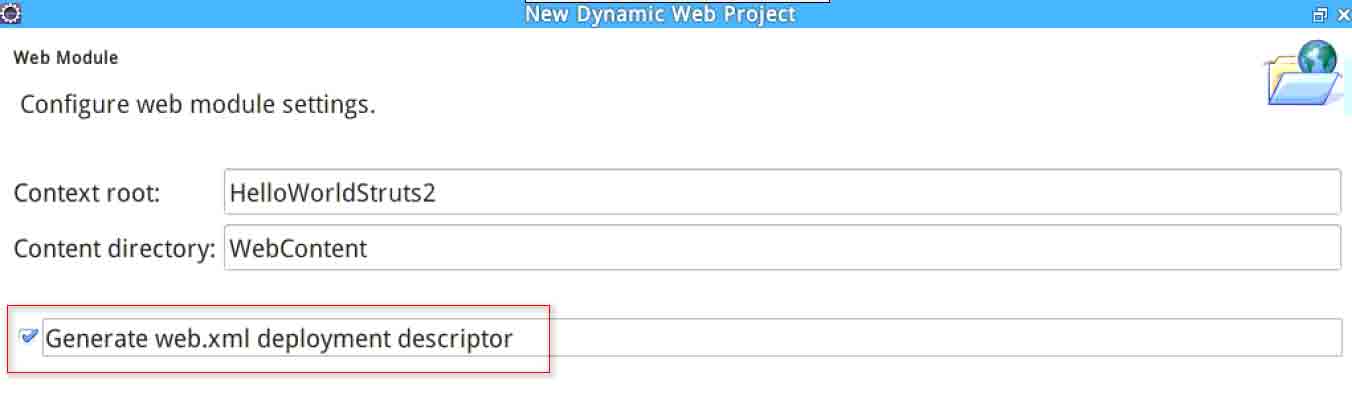 New Dynamic Web Project
Web Module
Configure web module settings.
Context root: HelloWorldStruts2
Content directory: WebContent
Generate web.xml deployment descriptor